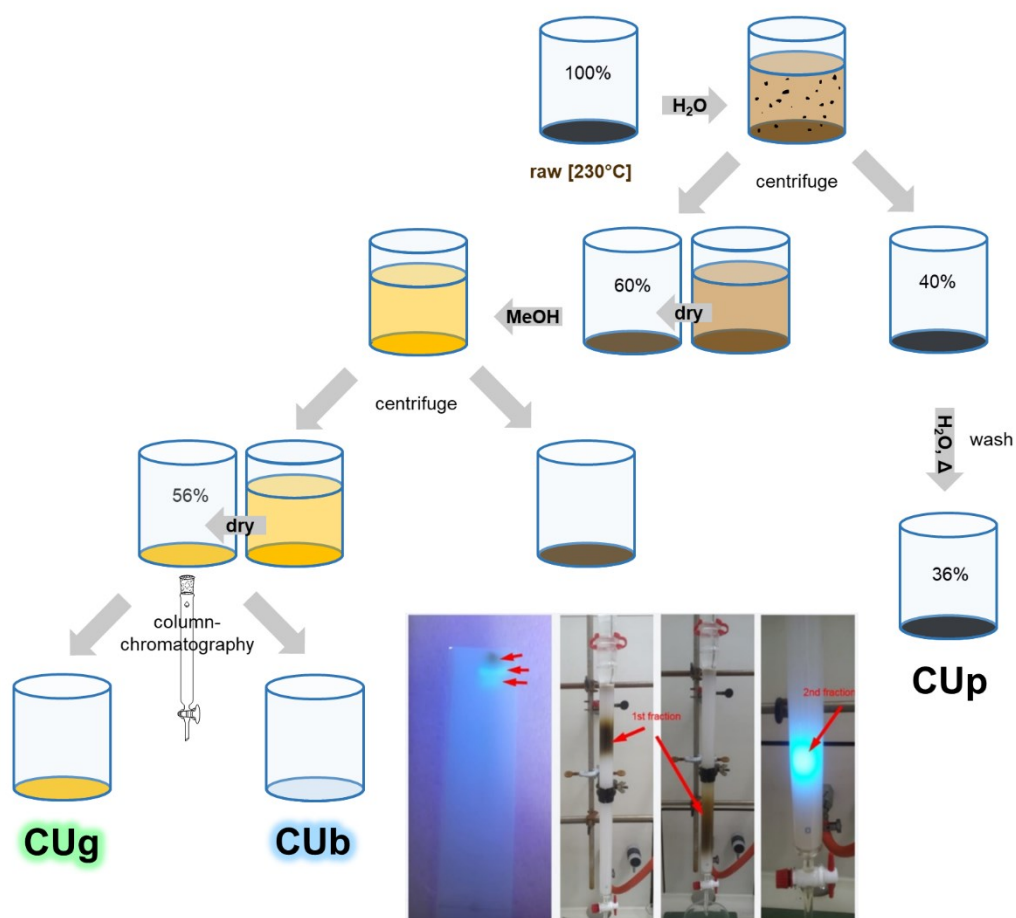 100%
H₂O
raw [230°C]
centrifuge
60%
dry
40%
MeOH
centrifuge
H₂O, Δ
wash
56%
dry
36%
column-
chromatography
CUp
1st fraction
2nd fraction
CUg
CUb